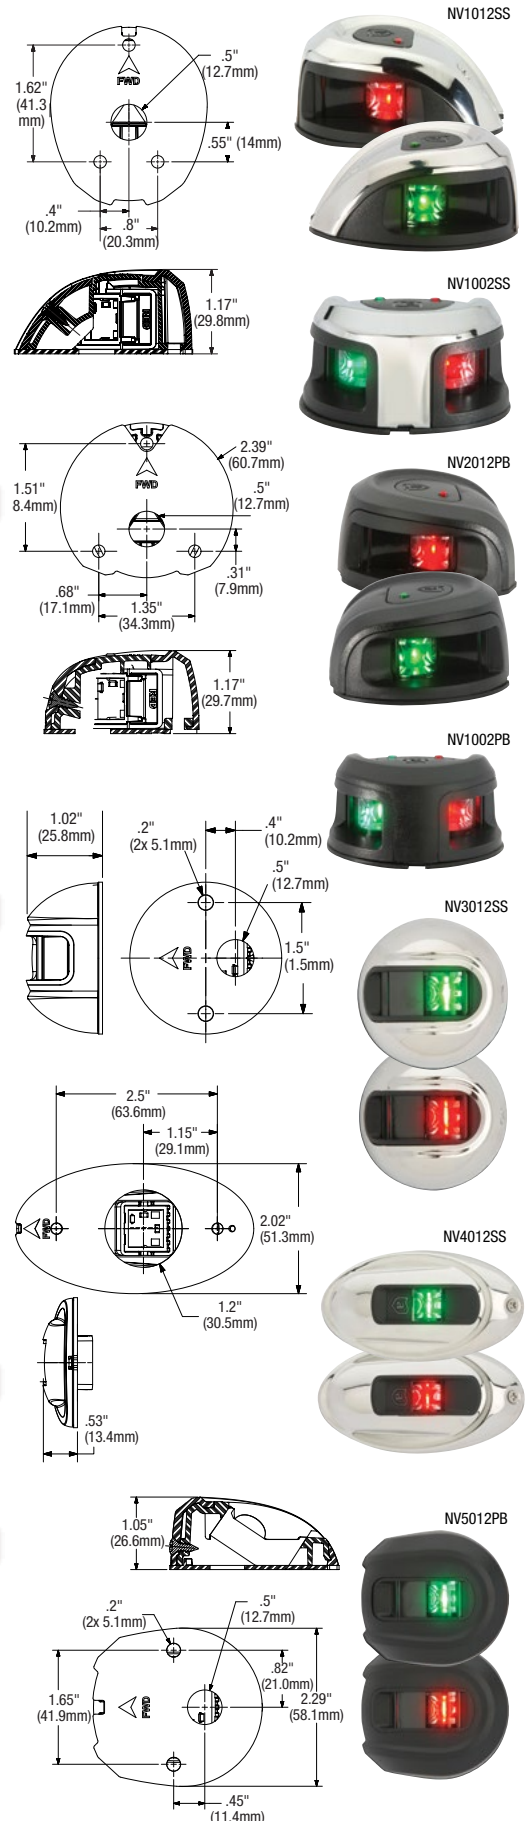 NV1012SS
.5"
(12.7mm)
1.62"
(41.3
mm)
FWD
.55" (14mm)
.4"
(10.2mm)
.8"
(20.3mm)
NV1002SS
1.17"
(29.8mm)
RED
2.39"
(60.7mm)
NV2012PB
FWD
.5"
(12.7mm)
1.51"
8.4mm)
.31"
(7.9mm)
.68"
(17.1mm)
1.35"
(34.3mm)
1.17"
(29.7mm)
RED
NV1002PB
1.02"
(25.8mm)
.2"
(2x 5.1mm)
.4"
(10.2mm)
.5"
(12.7mm)
NV3012SS
FWD
1.5"
(1.5mm)
2.5"
(63.6mm)
1.15"
(29.1mm)
FWD
2.02"
(51.3mm)
NV4012SS
1.2"
(30.5mm)
.53"
(13.4mm)
1.05"
(26.6mm)
NV5012PB
.2"
(2x 5.1mm)
.5"
(12.7mm)
.82"
(21.0mm)
1.65"
(41.9mm)
FWD
2.29"
(58.1mm)
.45"
(11.4mm)